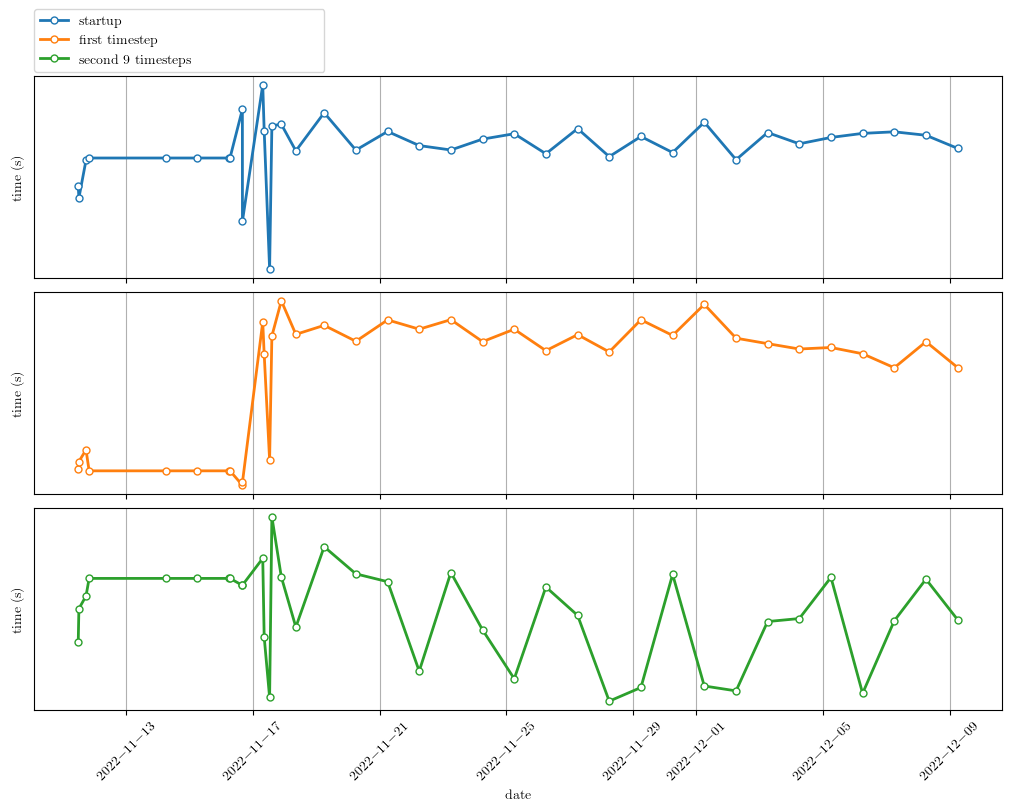 startup
first timestep
second 9 timesteps
time (s)
time (s)
time (s)
2022−11−13
2022−11−17
2022−11−21
2022−11−25
2022−11−29
2022−12−01
2022−12−05
2022−12−09
date